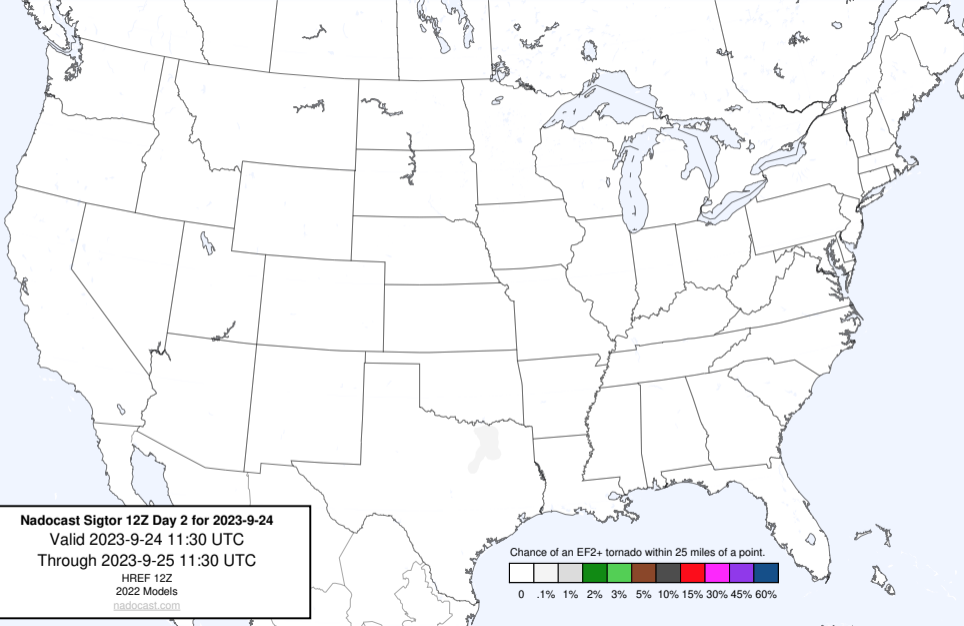 Nadocast Sigtor 12Z Day 2 for 2023-9-24
Valid 2023-9-24 11:30 UTC
Through 2023-9-25 11:30 UTC
HREF 12Z
2022 Models
nadocast.com
Chance of an EF2+ tornado within 25 miles of a point.
0 .1% 1% 2% 3% 5% 10% 15% 30% 45% 60%